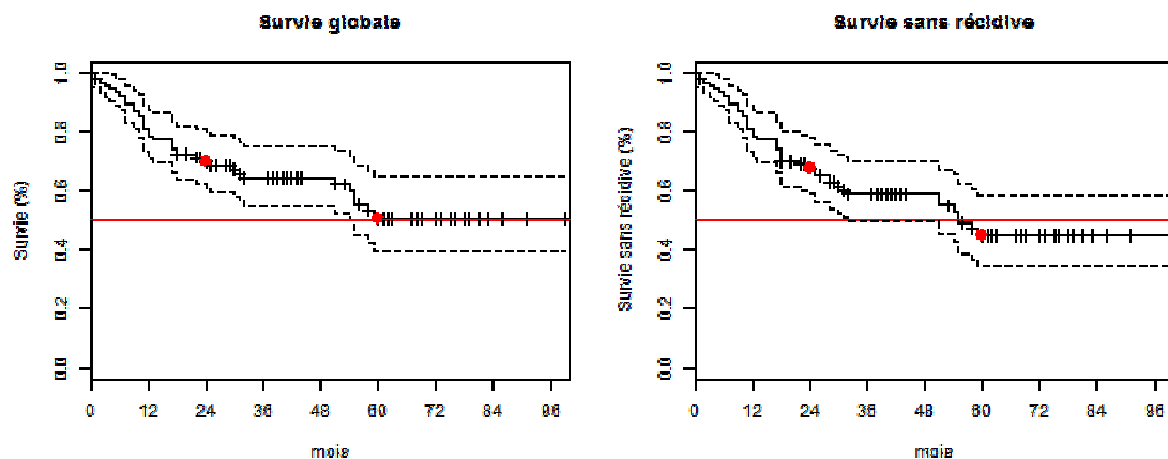 Survie globale
Survie (%)
1.0
0.8
0.6
0.4
0.2
0.0
0 12 24 36 48 60 72 84 96
mois
Survie sans récidive
Survie sans récidive (%)
1.0
0.8
0.6
0.4
0.2
0.0
0 12 24 36 48 60 72 84 96
mois